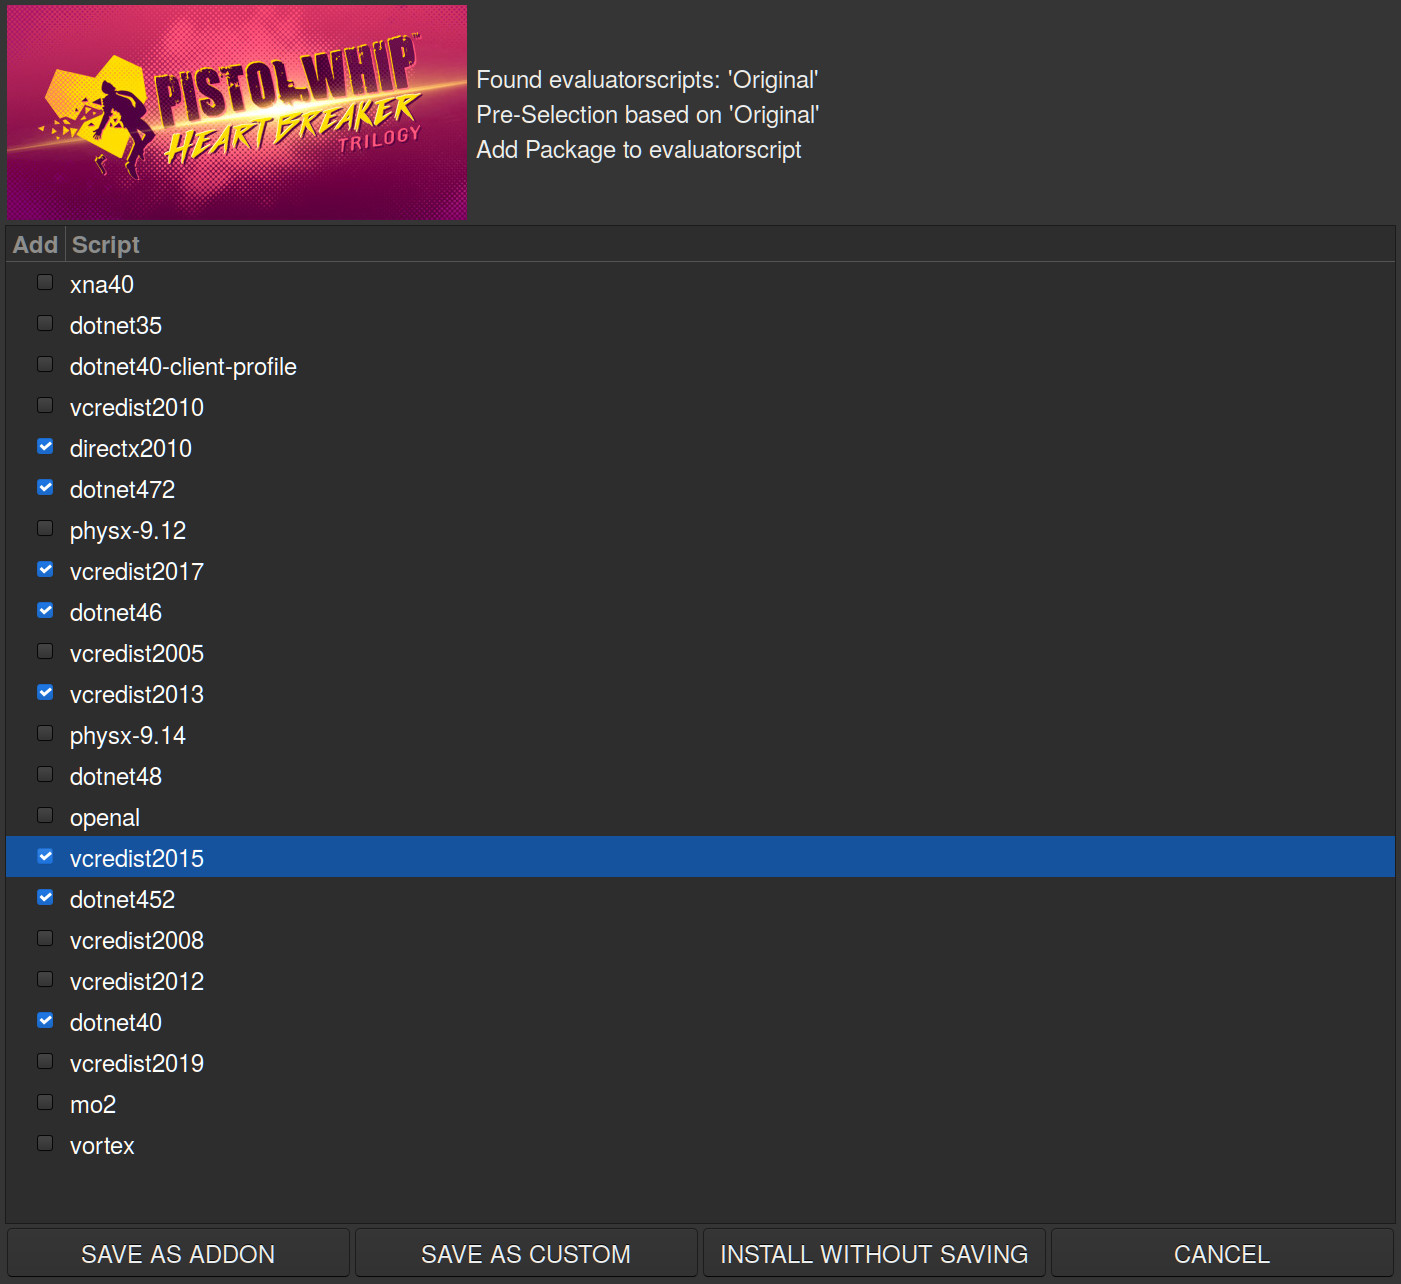 PISTOL WHIP™
HEARTBREAKER
TRILOGY
Found evaluatorscripts: 'Original'
Pre-Selection based on 'Original'
Add Package to evaluatorscript
Add Script
xna40
dotnet35
dotnet40-client-profile
vcredist2010
directx2010
dotnet472
physx-9.12
vcredist2017
dotnet46
vcredist2005
vcredist2013
physx-9.14
dotnet48
openal
vcredist2015
dotnet452
vcredist2008
vcredist2012
dotnet40
vcredist2019
mo2
vortex
SAVE AS ADDON SAVE AS CUSTOM INSTALL WITHOUT SAVING CANCEL